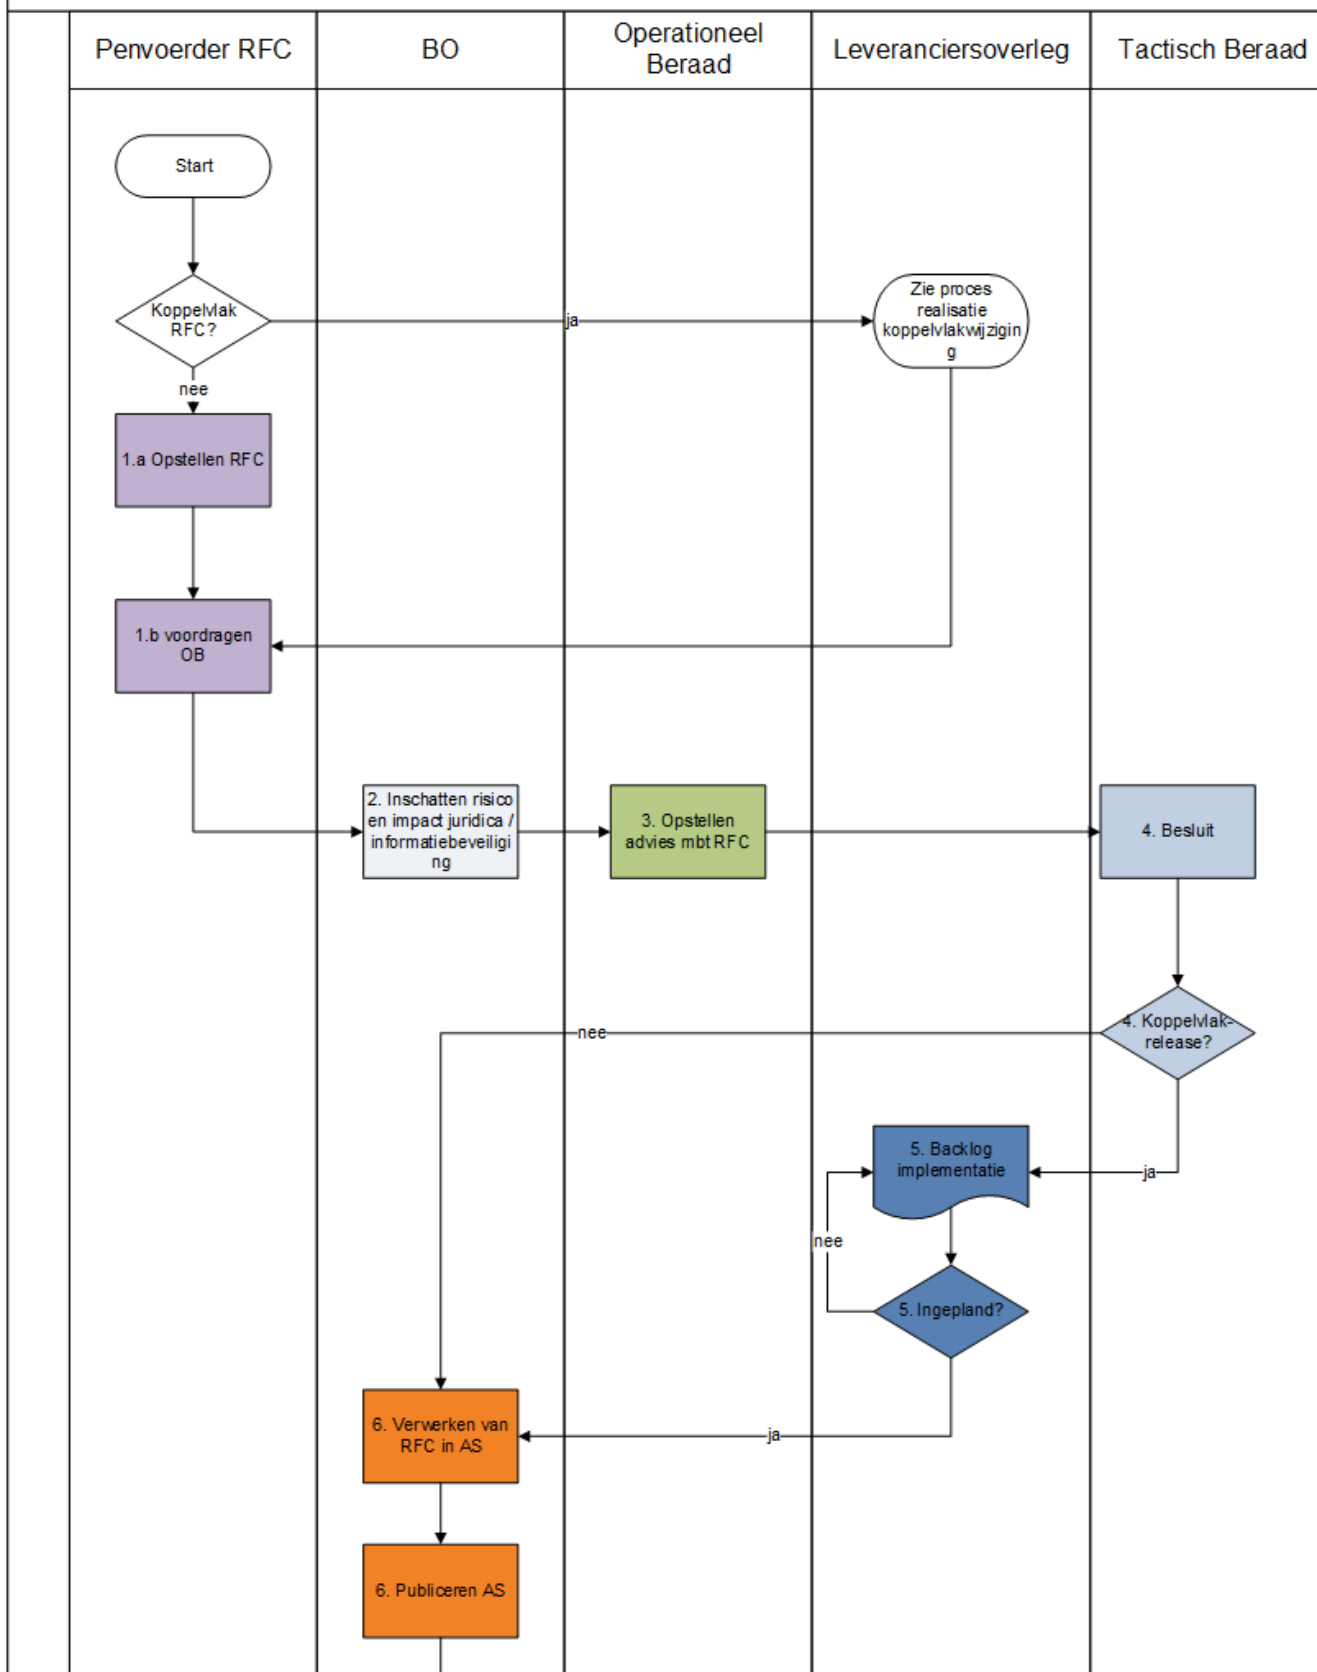 Penvoerder RFC
BO
Operationeel
Beraad
Leveranciersoverleg
Tactisch Beraad
Start
Koppelvlak
RFC?
ja
Zie proces
realisatie
koppelvlakwijzigin
g
nee
1.a Opstellen RFC
1.b voordragen
OB
2. Inschatten risico
en impact juridica /
informatiebeveiligi
ng
3. Opstellen
advies mbt RFC
4. Besluit
4. Koppelvlak-
release?
nee
ja
5. Backlog
implementatie
nee
5. Ingepland?
ja
6. Verwerken van
RFC in AS
6. Publiceren AS